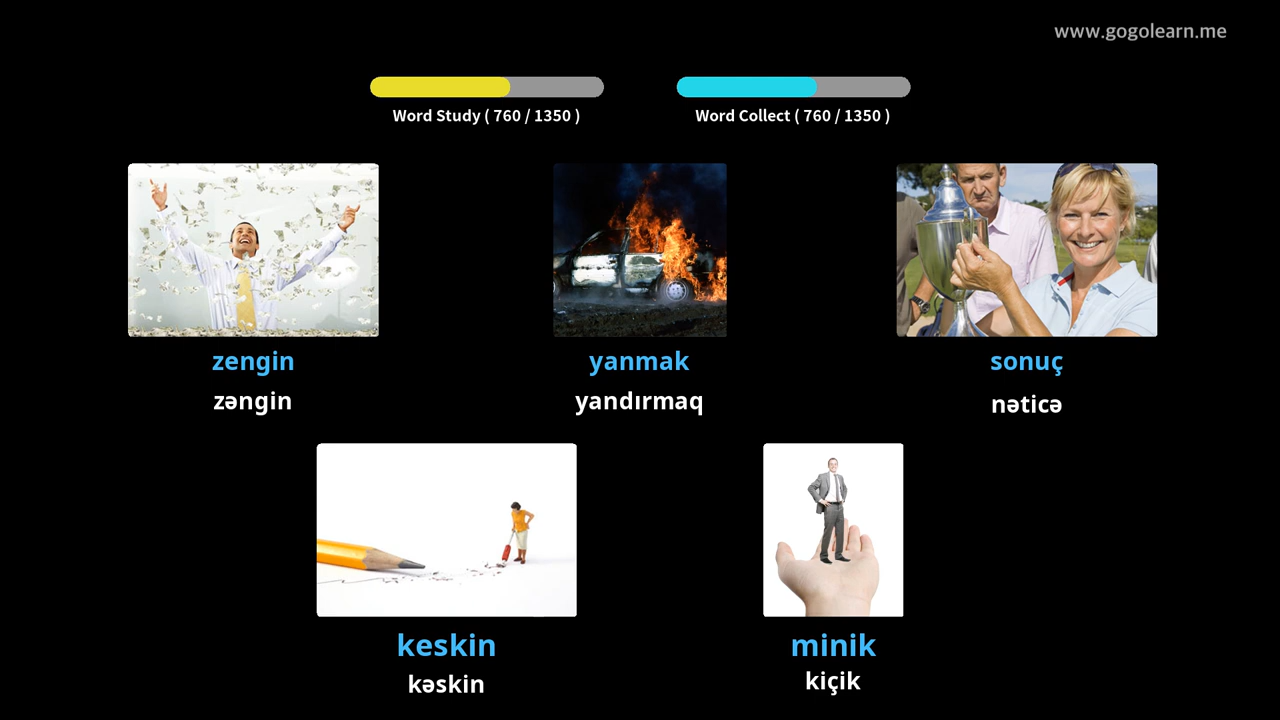 www.gogolearn.me
Word Study ( 760 / 1350 )
Word Collect ( 760 / 1350 )
zengin
zəngin
yanmak
yandırmaq
sonuç
nəticə
keskin
kəskin
minik
kiçik